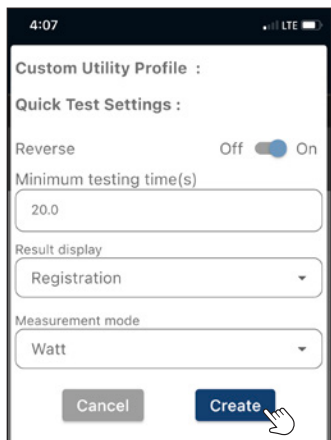 4:07 LTE
Custom Utility Profile :
Quick Test Settings :
Reverse Off On
Minimum testing time(s)
20.0
Result display
Registration
Measurement mode
Watt
Cancel Create